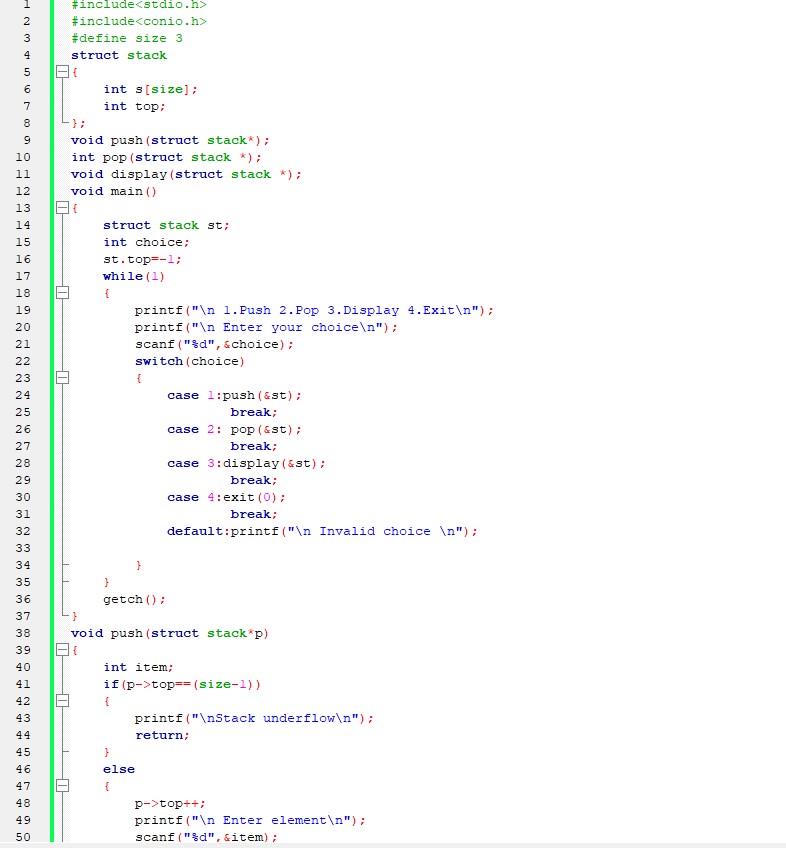 1 #include<stdio.h>
2 #include<conio.h>
3 #define size 3
4 struct stack
5 {
6 int s[size];
7 int top;
8 };
9 void push(struct stack*);
10 int pop(struct stack *);
11 void display(struct stack *);
12 void main()
13 {
14 struct stack st;
15 int choice;
16 st.top=-1;
17 while(1)
18 {
19 printf("\n 1.Push 2.Pop 3.Display 4.Exit\n");
20 printf("\n Enter your choice\n");
21 scanf("%d",&choice);
22 switch(choice)
23 {
24 case 1:push(&st);
25 break;
26 case 2: pop(&st);
27 break;
28 case 3:display(&st);
29 break;
30 case 4:exit(0);
31 break;
32 default:printf("\n Invalid choice \n");
33
34 }
35 }
36 getch();
37 }
38 void push(struct stack*p)
39 {
40 int item;
41 if(p->top==(size-1))
42 {
43 printf("\nStack underflow\n");
44 return;
45 }
46 else
47 {
48 p->top++;
49 printf("\n Enter element\n");
50 scanf("%d",&item);